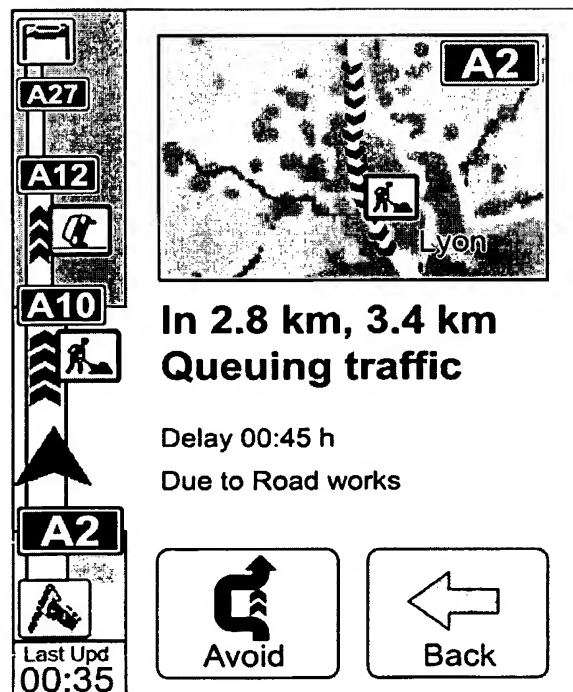 A27
A12
A10
A2
Last Upd
00:35
A2
Lyon
In 2.8 km, 3.4 km
Queuing traffic
Delay 00:45 h
Due to Road works
Avoid
Back